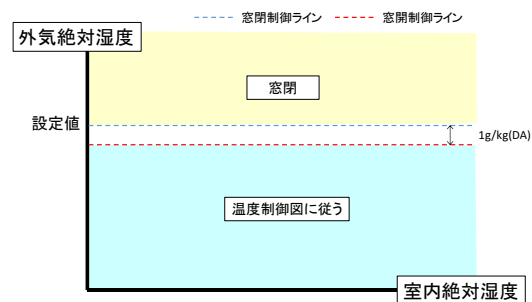 窓閉制御ライン
窓開制御ライン
外気絶対湿度
窓閉
設定値
1g/kg(DA)
温度制御図に従う
室内絶対湿度